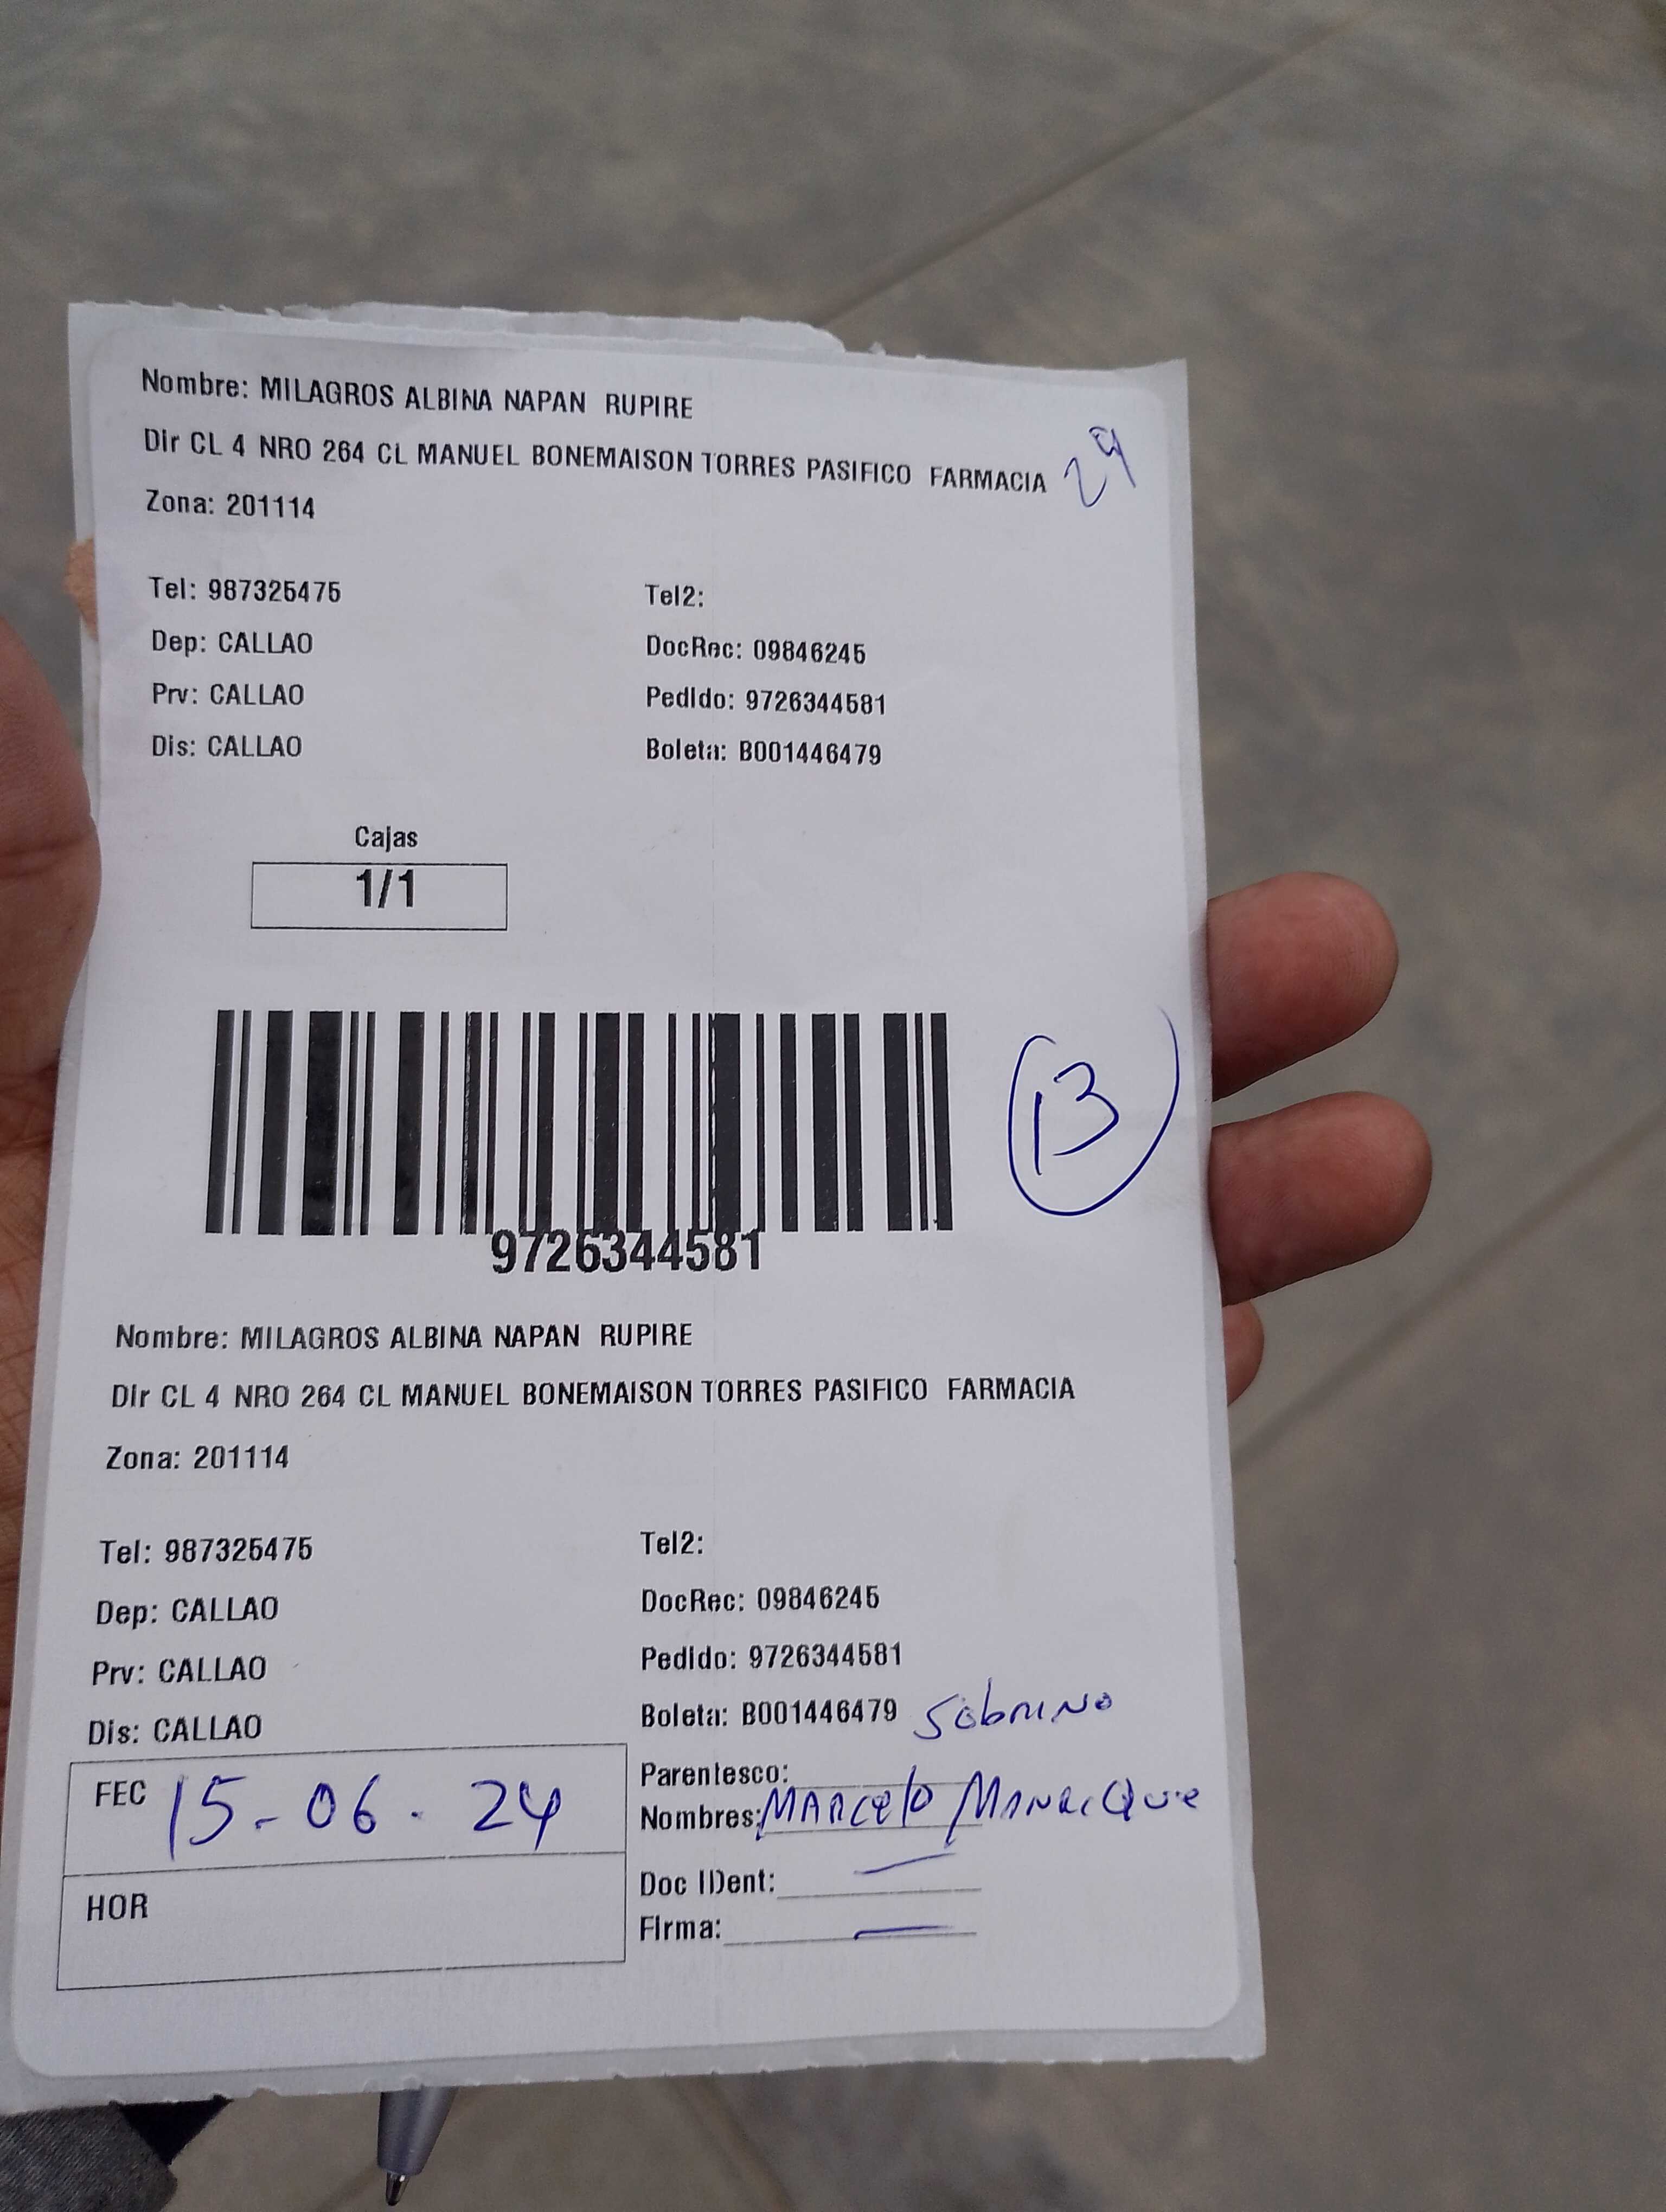 Nombre: MILAGROS ALBINA NAPAN RUPIRE
Dir CL 4 NRO 264 CL MANUEL BONEMAISON TORRES PASIFICO FARMACIA 29
Zona: 201114
Tel: 987325475 Tel2:
Dep: CALLAO DocRec: 09846245
Prv: CALLAO Pedido: 9726344581
Dis: CALLAO Boleta: B001446479
Cajas
1/1
13
9726344581
Nombre: MILAGROS ALBINA NAPAN RUPIRE
Dir CL 4 NRO 264 CL MANUEL BONEMAISON TORRES PASIFICO FARMACIA
Zona: 201114
Tel: 987325475 Tel2:
Dep: CALLAO DocRec: 09846245
Prv: CALLAO Pedido: 9726344581
Dis: CALLAO Boleta: B001446479 Sobrino
FEC 15-06-24 Parentesco:
Nombres: Marcelo
HOR Doc IDent:
Firma: